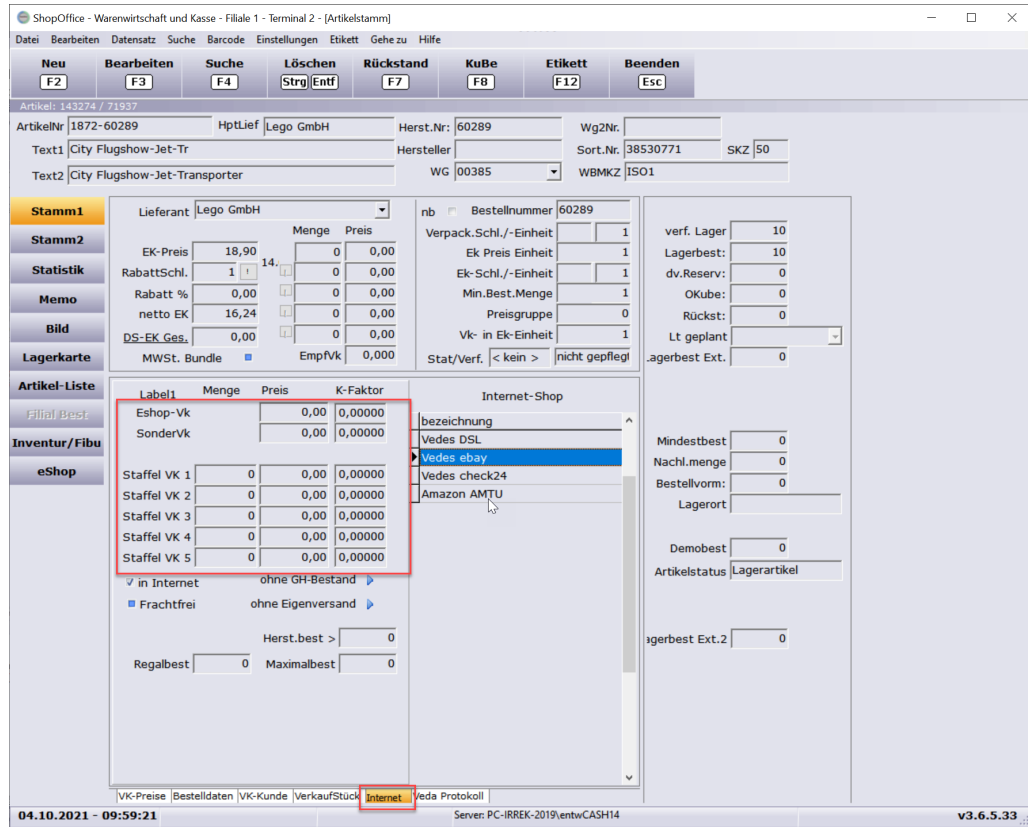 ShopOffice - Warenwirtschaft und Kasse - Filiale 1 - Terminal 2 - [Artikelstamm]
Datei Bearbeiten Datensatz Suche Barcode Einstellungen Etikett Gehe zu Hilfe
Neu Bearbeiten Suche Löschen Rückstand KuBe Etikett Beenden
F2 F3 F4 Strg Entf F7 F8 F12 Esc
Artikel: 143274 / 71937
ArtikelNr 1872-60289 HptLief Lego GmbH Herst.Nr: 60289 Wg2Nr.
Text1 City Flugshow-Jet-Tr Hersteller Sort.Nr. 38530771 SKZ 50
Text2 City Flugshow-Jet-Transporter WG 00385 WBMKZ ISO1
Stamm1
Stamm2
Statistik
Memo
Bild
Lagerkarte
Artikel-Liste
Filial Best
Inventur/Fibu
eShop
Lieferant Lego GmbH
Menge Preis
EK-Preis 18,90 14. 0 0,00
RabattSchl. 1 ! ! 0 0,00
Rabatt % 0,00 ! 0 0,00
netto EK 16,24 ! 0 0,00
DS-EK Ges. 0,00 ! 0 0,00
MWSt. Bundle EmpfVk 0,000
nb Bestellnummer 60289
Verpack.Schl./-Einheit 1
Ek Preis Einheit 1
Ek-Schl./-Einheit 1
Min.Best.Menge 1
Preisgruppe 0
Vk- in Ek-Einheit 1
Stat/Verf. < kein > nicht gepflegt
verf. Lager 10
Lagerbest: 10
dv.Reserv: 0
OKube: 0
Rückst: 0
Lt geplant
.agerbest Ext. 0
Label1 Menge Preis K-Faktor
Eshop-Vk 0,00 0,00000
SonderVk 0,00 0,00000
Staffel VK 1 0 0,00 0,00000
Staffel VK 2 0 0,00 0,00000
Staffel VK 3 0 0,00 0,00000
Staffel VK 4 0 0,00 0,00000
Staffel VK 5 0 0,00 0,00000
in Internet ohne GH-Bestand
Frachtfrei ohne Eigenversand
Herst.best > 0
Regalbest 0 Maximalbest 0
Internet-Shop
bezeichnung
Vedes DSL
Vedes ebay
Vedes check24
Amazon AMTU
Mindestbest 0
Nachl.menge 0
Bestellvorm: 0
Lagerort
Demobest 0
Artikelstatus Lagerartikel
agerbest Ext.2 0
VK-Preise Bestelldaten VK-Kunde VerkaufStück Internet Veda Protokoll
04.10.2021 - 09:59:21 Server: PC-IRREK-2019\entwCASH14 v3.6.5.33